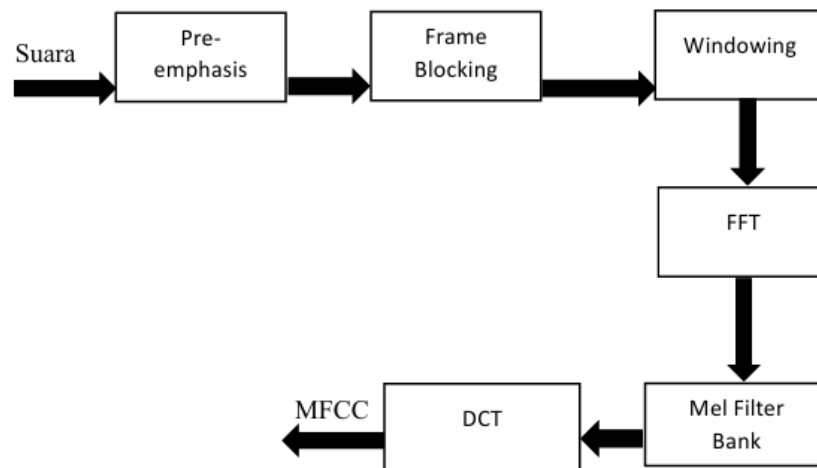 Suara
Pre-
emphasis
Frame
Blocking
Windowing
FFT
Mel Filter
Bank
DCT
MFCC